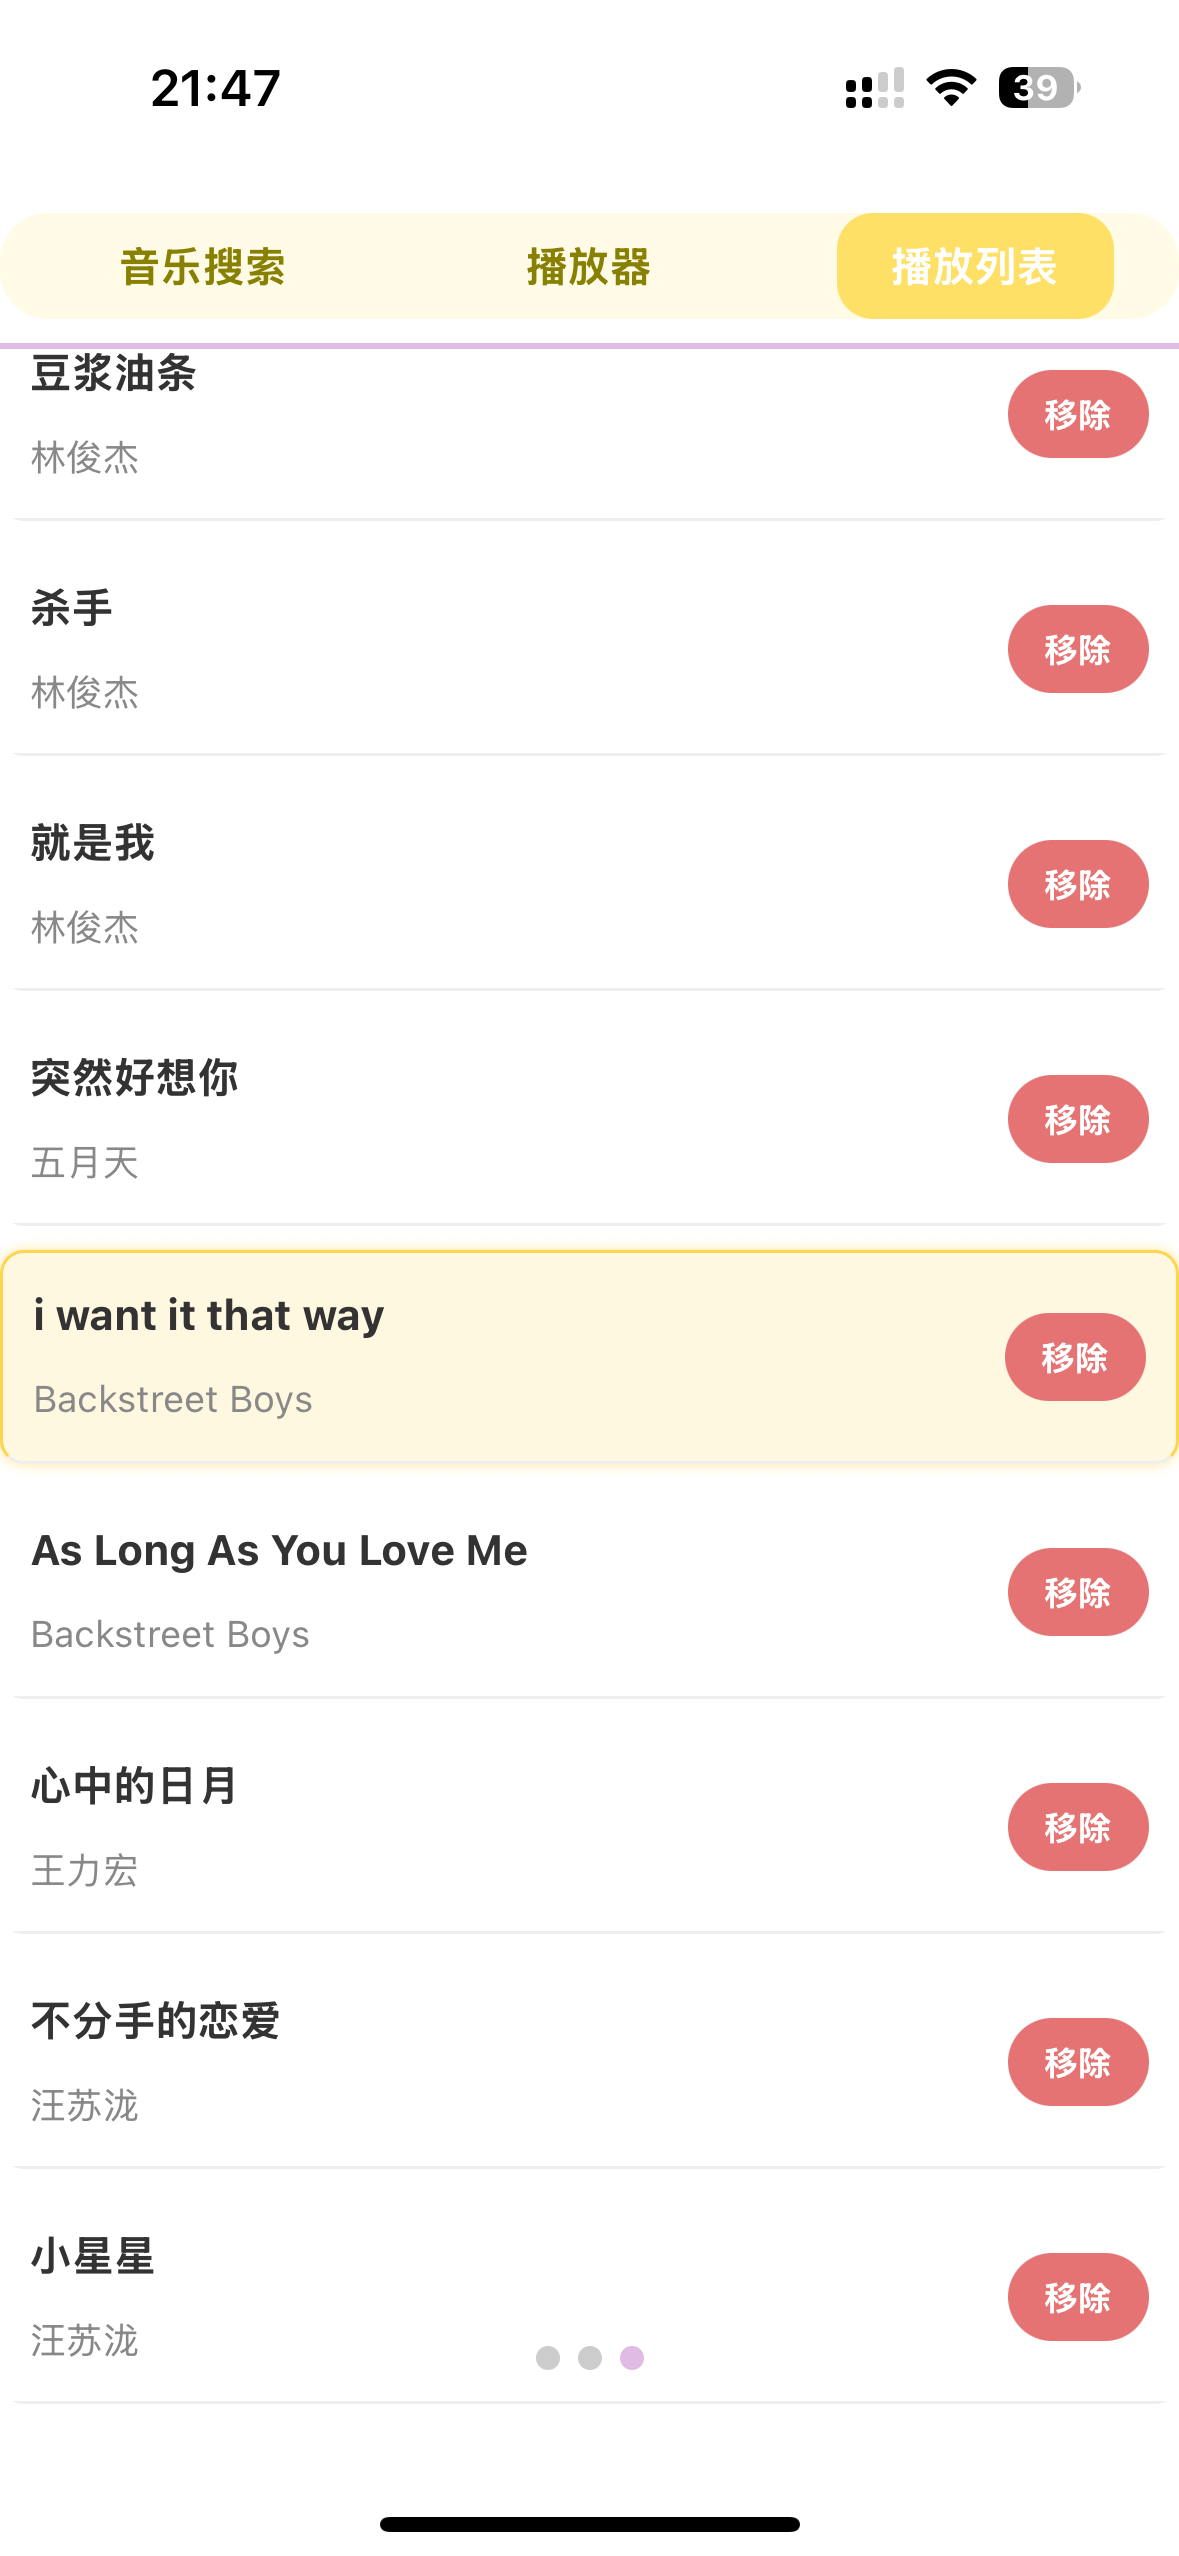 21:47
39
音乐搜索 播放器 播放列表
豆浆油条
移除
林俊杰
杀手
移除
林俊杰
就是我
移除
林俊杰
突然好想你
移除
五月天
i want it that way
移除
Backstreet Boys
As Long As You Love Me
移除
Backstreet Boys
心中的日月
移除
王力宏
不分手的恋爱
移除
汪苏泷
小星星
移除
汪苏泷